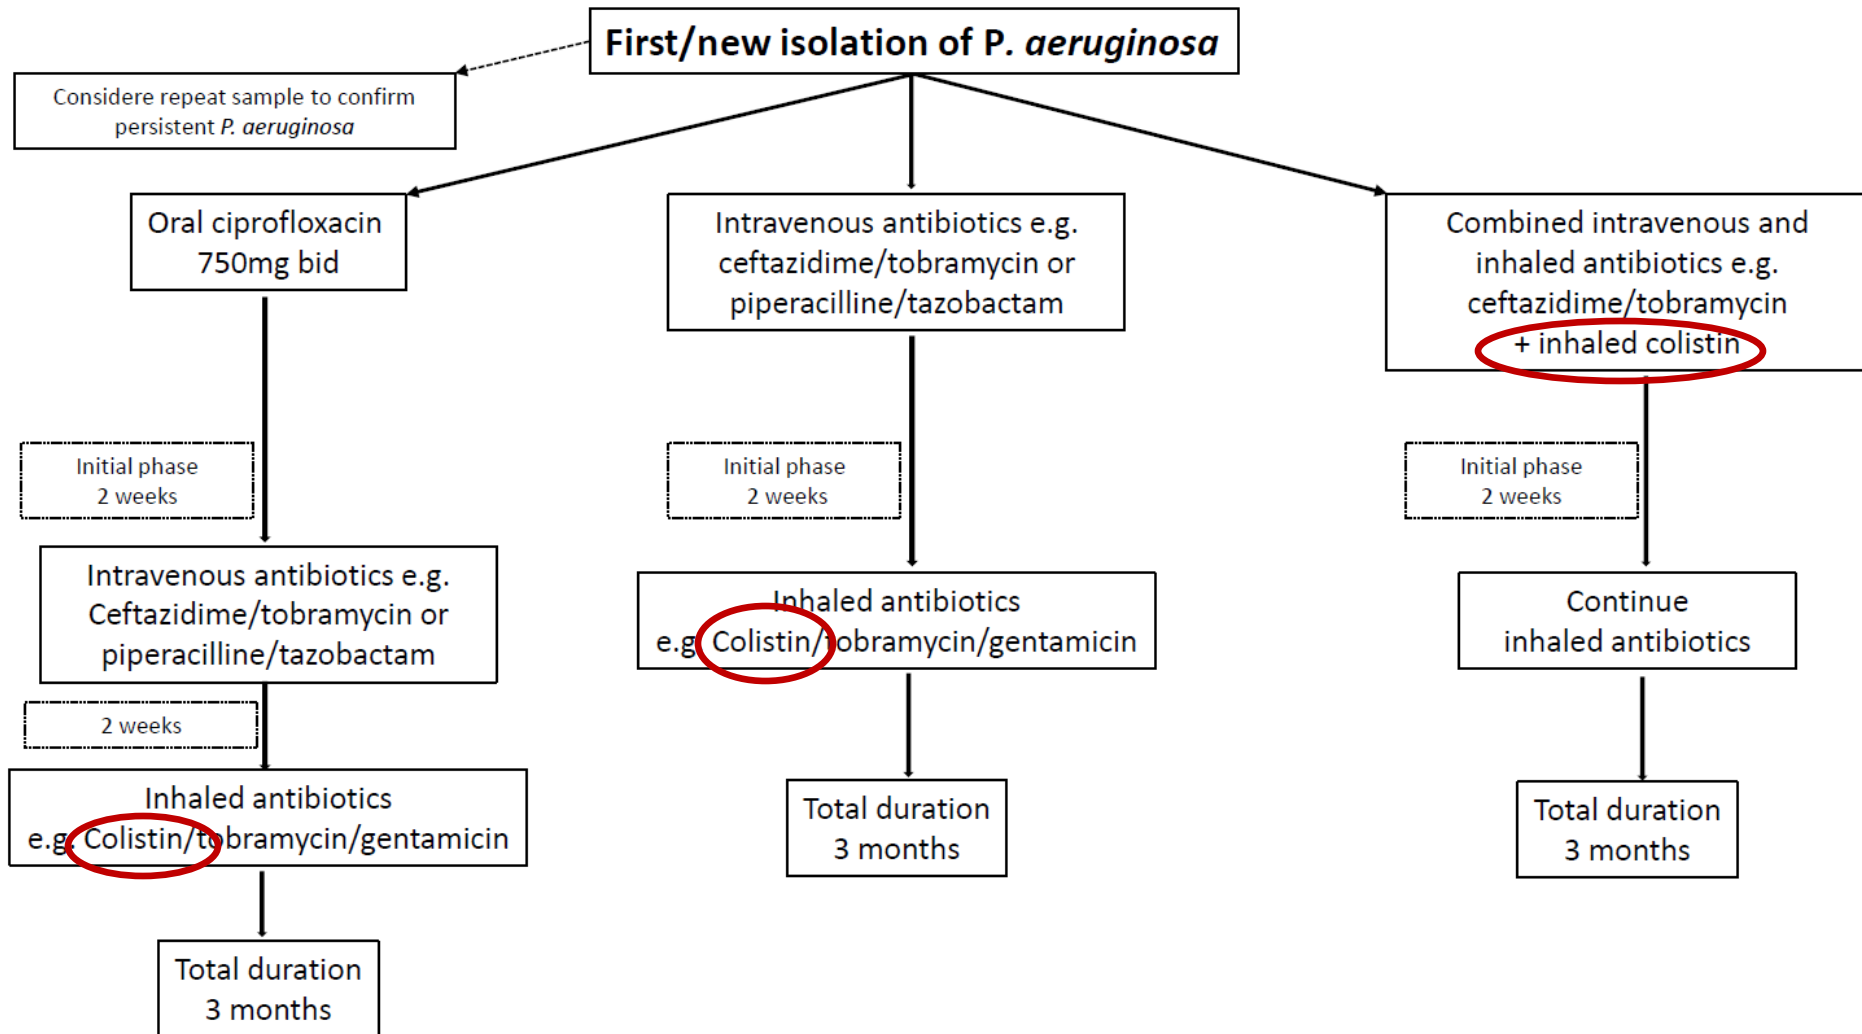 First/new isolation of P. aeruginosa
Considere repeat sample to confirm
persistent P. aeruginosa
Oral ciprofloxacin
750mg bid
Initial phase
2 weeks
Intravenous antibiotics e.g.
Ceftazidime/tobramycin or
piperacilline/tazobactam
2 weeks
Inhaled antibiotics
e.g. Colistin/tobramycin/gentamicin
Total duration
3 months
Intravenous antibiotics e.g.
ceftazidime/tobramycin or
piperacilline/tazobactam
Initial phase
2 weeks
Inhaled antibiotics
e.g. Colistin/tobramycin/gentamicin
Total duration
3 months
Combined intravenous and
inhaled antibiotics e.g.
ceftazidime/tobramycin
+ inhaled colistin
Initial phase
2 weeks
Continue
inhaled antibiotics
Total duration
3 months